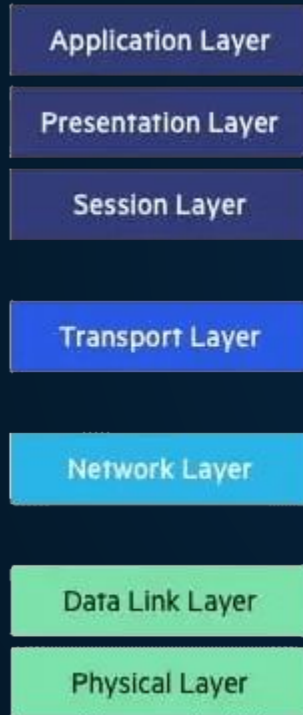 Application Layer
Presentation Layer
Session Layer
Transport Layer
Network Layer
Data Link Layer
Physical Layer